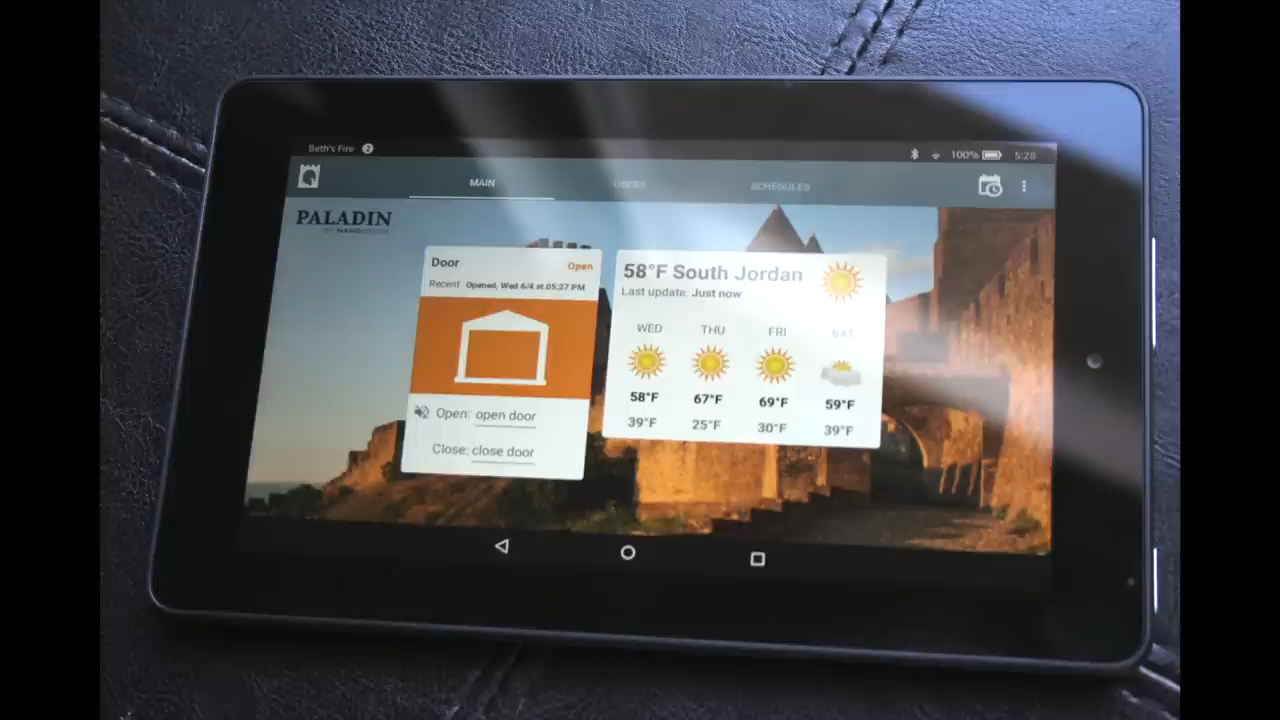 Beth's Fire 2
100% 5:28
MAIN USERS SCHEDULES
PALADIN
Door Open
Recent Opened, Wed 6/4 at 05:27 PM
Open: open door
Close: close door
58°F South Jordan
Last update: Just now
WED THU FRI SAT
58°F 67°F 69°F 59°F
39°F 25°F 30°F 39°F